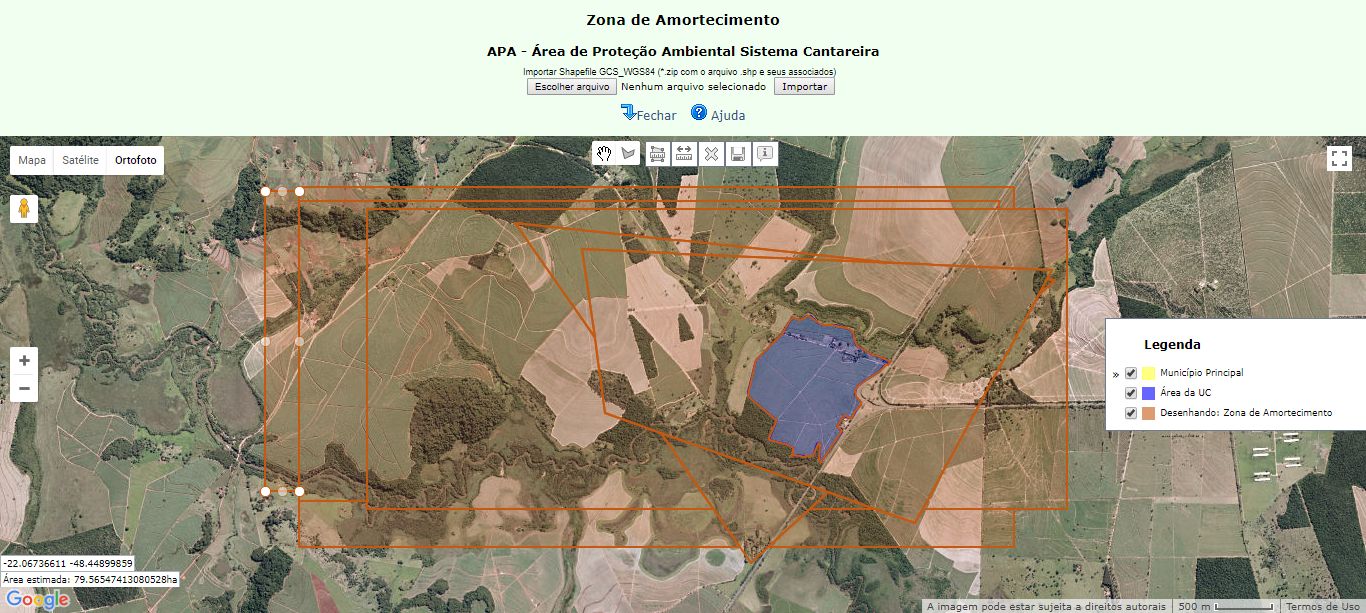 Zona de Amortecimento
APA - Área de Proteção Ambiental Sistema Cantareira
Importar Shapefile GCS_WGS84 (*.zip com o arquivo .shp e seus associados)
Escolher arquivo Nenhum arquivo selecionado Importar
Fechar ? Ajuda
Mapa Satélite Ortofoto
Legenda
» Município Principal
Área da UC
Desenhando: Zona de Amortecimento
+
−
-22.06736611 -48.44899859
Área estimada: 79.56547413080528ha
Google
A imagem pode estar sujeita a direitos autorais 500 m Termos de Uso